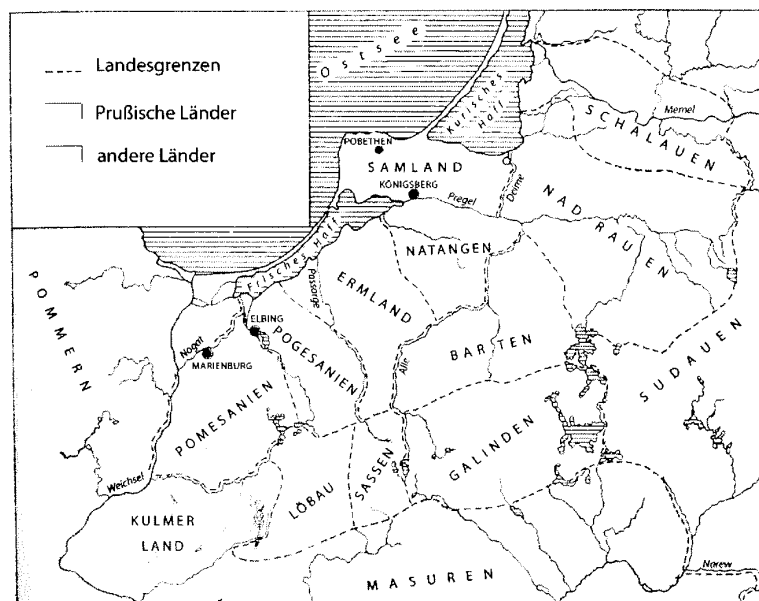 Landesgrenzen
Prußische Länder
andere Länder
Ostsee
Kurisches Haff
Memel
SCHALAUEN
POBETHEN
SAMLAND
KÖNIGSBERG
Pregel
Deime
NADRAUEN
Frisches Haff
NATANGEN
Passarge
ERMLAND
POMMERN
ELBING
Nogat
MARIENBURG
POGESANIEN
Alle
BARTEN
SUDAUEN
POMESANIEN
Weichsel
KULMER
LAND
LÖBAU
SASSEN
GALINDEN
MASUREN
Narew